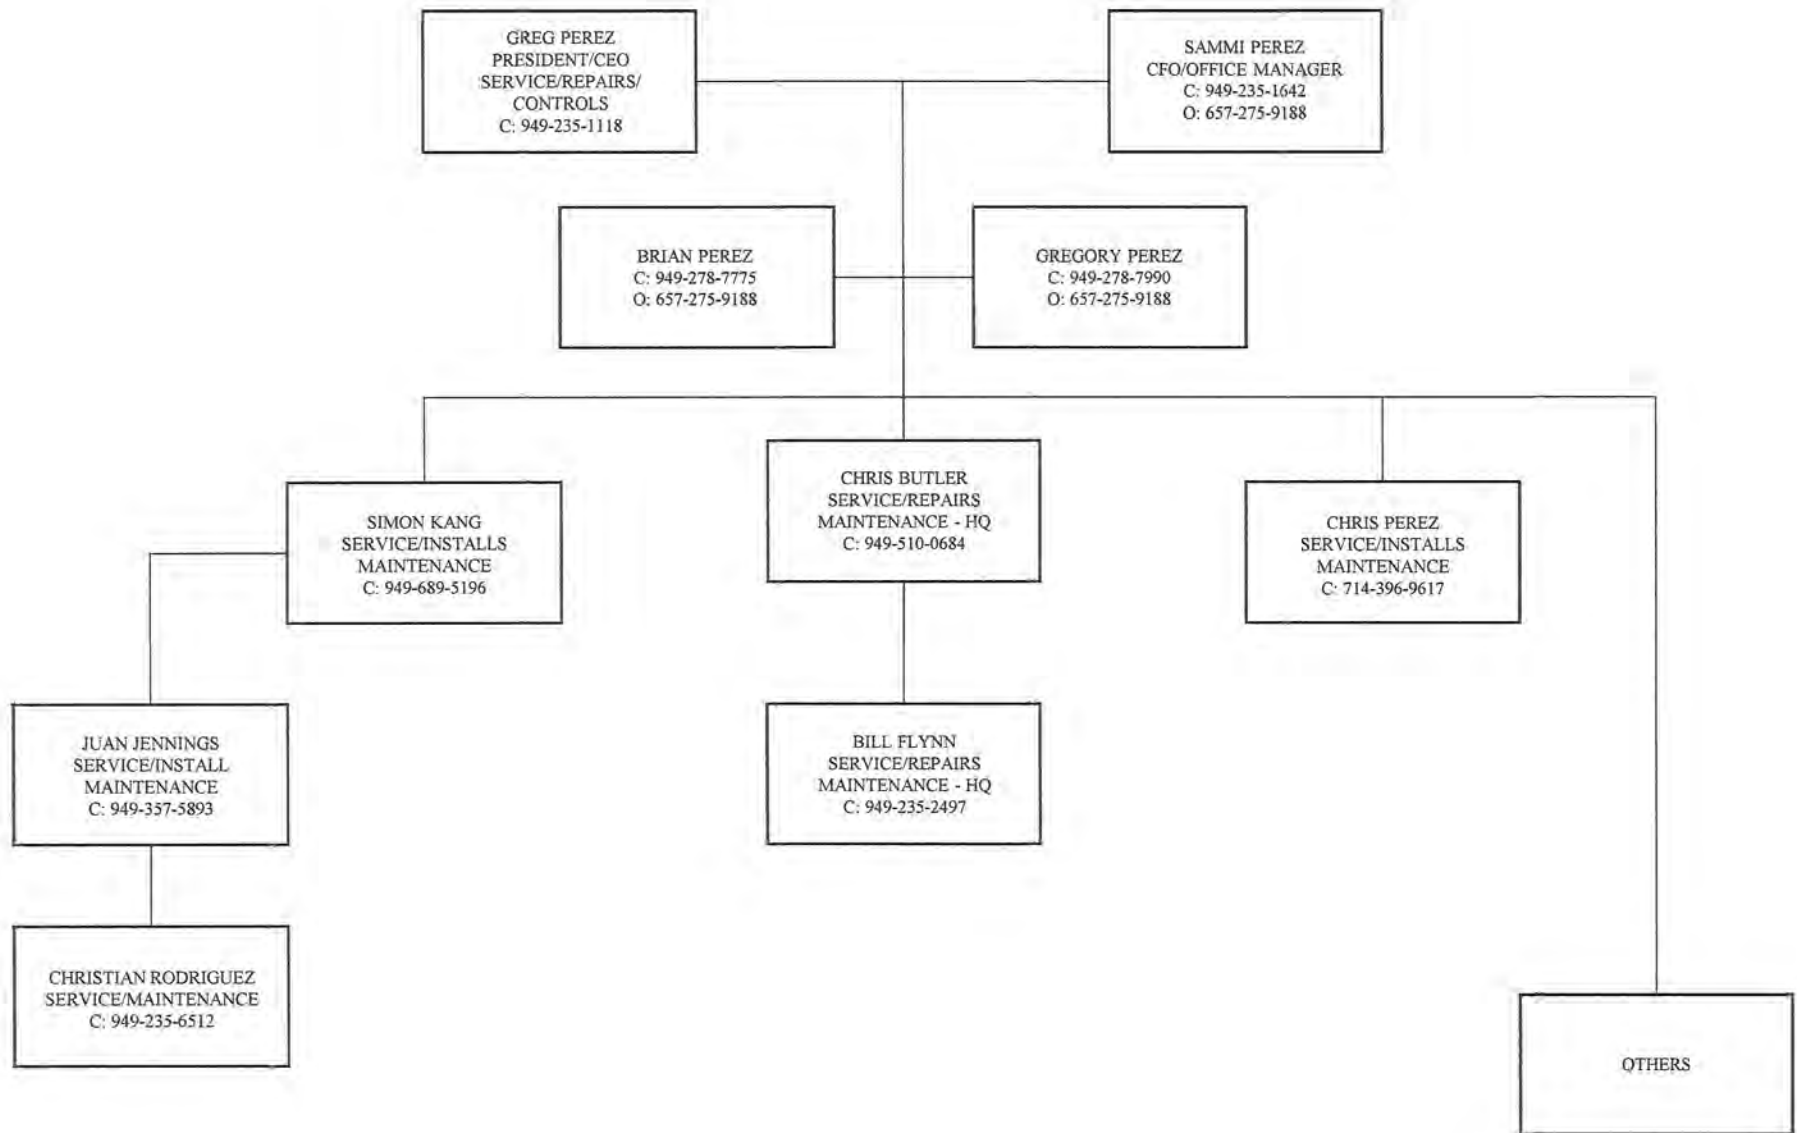 GREG PEREZ
PRESIDENT/CEO
SERVICE/REPAIRS/
CONTROLS
C: 949-235-1118
SAMMI PEREZ
CFO/OFFICE MANAGER
C: 949-235-1642
O: 657-275-9188
BRIAN PEREZ
C: 949-278-7775
O: 657-275-9188
GREGORY PEREZ
C: 949-278-7990
O: 657-275-9188
SIMON KANG
SERVICE/INSTALLS
MAINTENANCE
C: 949-689-5196
CHRIS BUTLER
SERVICE/REPAIRS
MAINTENANCE - HQ
C: 949-510-0684
CHRIS PEREZ
SERVICE/INSTALLS
MAINTENANCE
C: 714-396-9617
JUAN JENNINGS
SERVICE/INSTALL
MAINTENANCE
C: 949-357-5893
BILL FLYNN
SERVICE/REPAIRS
MAINTENANCE - HQ
C: 949-235-2497
CHRISTIAN RODRIGUEZ
SERVICE/MAINTENANCE
C: 949-235-6512
OTHERS